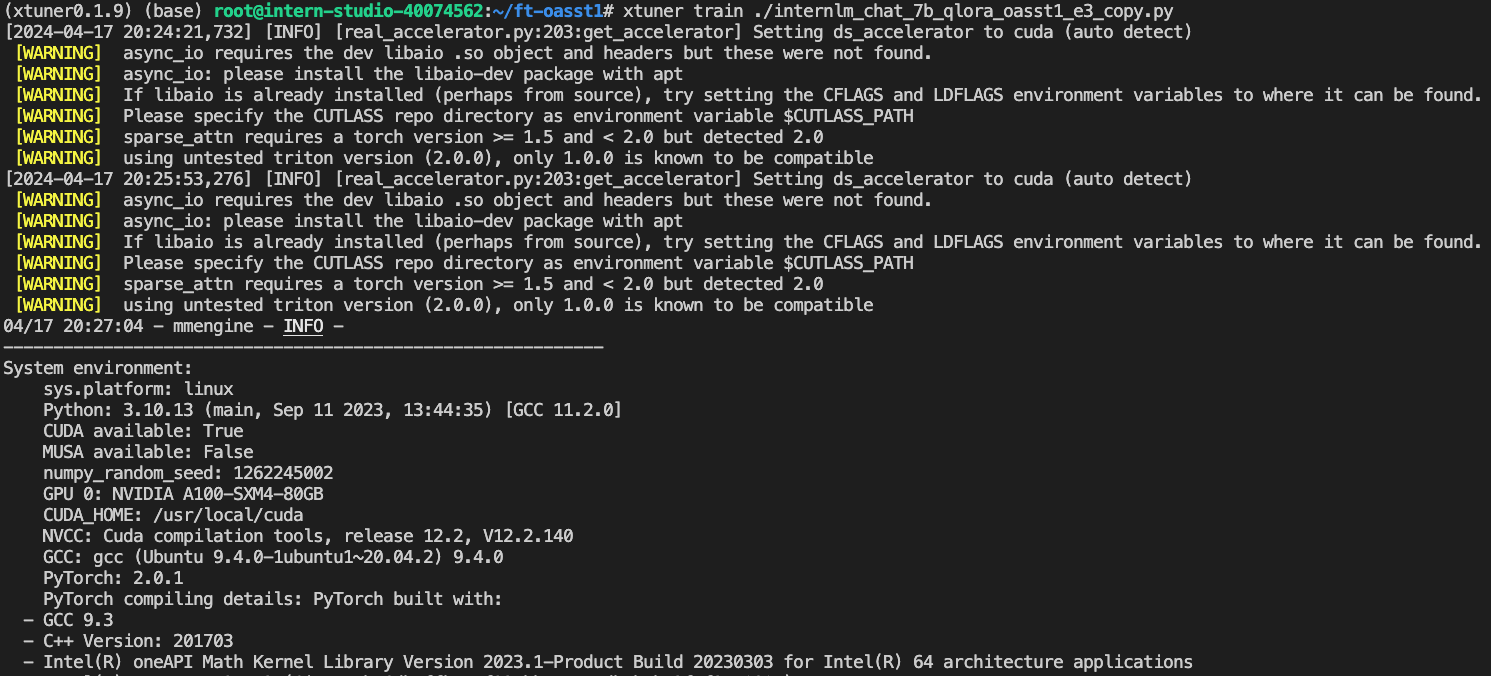 (xtuner0.1.9) (base) root@intern-studio-40074562:~/ft-oasst1# xtuner train ./internlm_chat_7b_qlora_oasst1_e3_copy.py
[2024-04-17 20:24:21,732] [INFO] [real_accelerator.py:203:get_accelerator] Setting ds_accelerator to cuda (auto detect)
[WARNING]  async_io requires the dev libaio .so object and headers but these were not found.
[WARNING]  async_io: please install the libaio-dev package with apt
[WARNING]  If libaio is already installed (perhaps from source), try setting the CFLAGS and LDFLAGS environment variables to where it can be found.
[WARNING]  Please specify the CUTLASS repo directory as environment variable $CUTLASS_PATH
[WARNING]  sparse_attn requires a torch version >= 1.5 and < 2.0 but detected 2.0
[WARNING]  using untested triton version (2.0.0), only 1.0.0 is known to be compatible
[2024-04-17 20:25:53,276] [INFO] [real_accelerator.py:203:get_accelerator] Setting ds_accelerator to cuda (auto detect)
[WARNING]  async_io requires the dev libaio .so object and headers but these were not found.
[WARNING]  async_io: please install the libaio-dev package with apt
[WARNING]  If libaio is already installed (perhaps from source), try setting the CFLAGS and LDFLAGS environment variables to where it can be found.
[WARNING]  Please specify the CUTLASS repo directory as environment variable $CUTLASS_PATH
[WARNING]  sparse_attn requires a torch version >= 1.5 and < 2.0 but detected 2.0
[WARNING]  using untested triton version (2.0.0), only 1.0.0 is known to be compatible
04/17 20:27:04 - mmengine - INFO -
------------------------------------------------------------
System environment:
    sys.platform: linux
    Python: 3.10.13 (main, Sep 11 2023, 13:44:35) [GCC 11.2.0]
    CUDA available: True
    MUSA available: False
    numpy_random_seed: 1262245002
    GPU 0: NVIDIA A100-SXM4-80GB
    CUDA_HOME: /usr/local/cuda
    NVCC: Cuda compilation tools, release 12.2, V12.2.140
    GCC: gcc (Ubuntu 9.4.0-1ubuntu1~20.04.2) 9.4.0
    PyTorch: 2.0.1
    PyTorch compiling details: PyTorch built with:
  - GCC 9.3
  - C++ Version: 201703
  - Intel(R) oneAPI Math Kernel Library Version 2023.1-Product Build 20230303 for Intel(R) 64 architecture applications